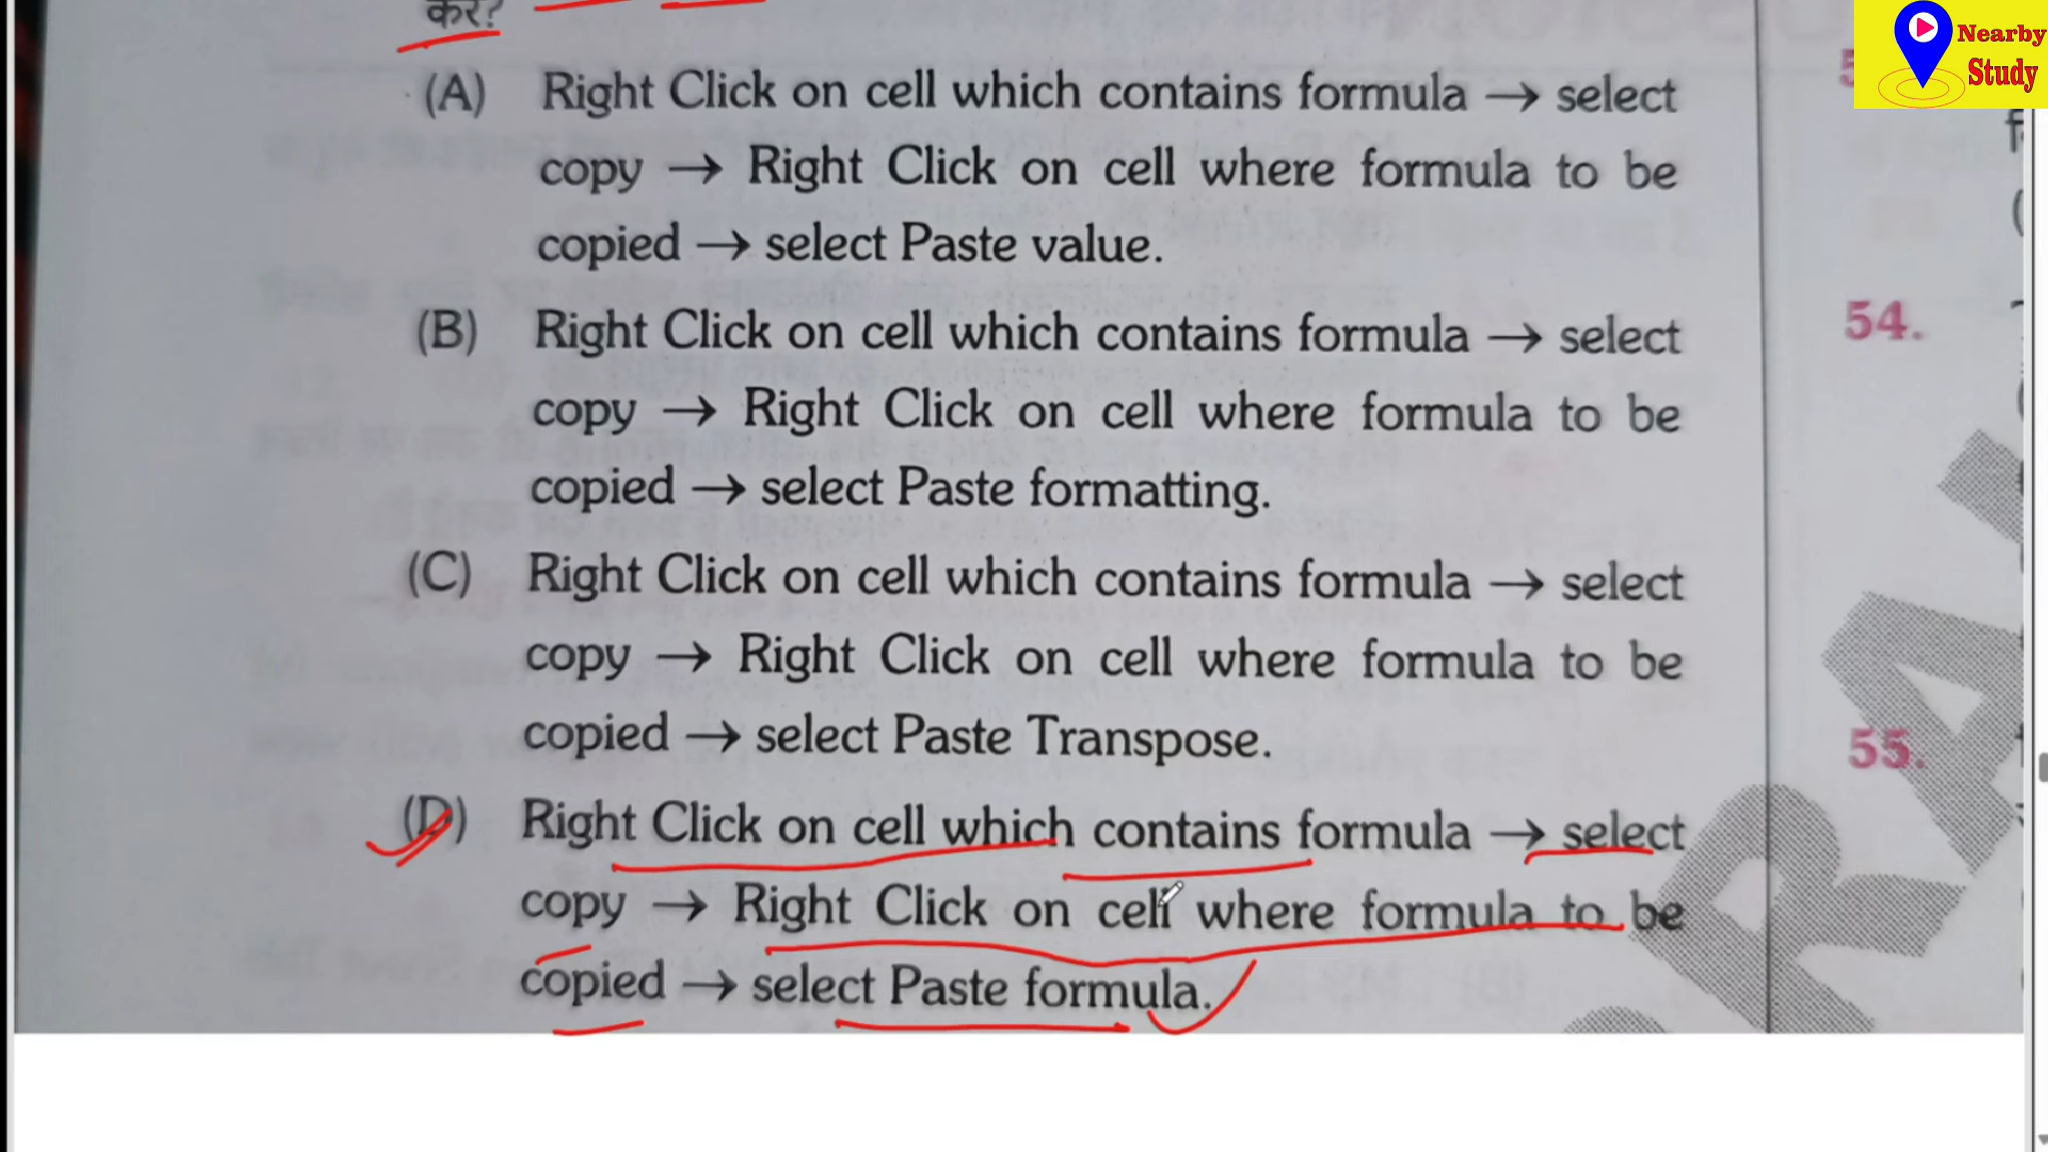 करें?
Nearby
Study
(A) Right Click on cell which contains formula → select
copy → Right Click on cell where formula to be
copied → select Paste value.
(B) Right Click on cell which contains formula → select
copy → Right Click on cell where formula to be
copied → select Paste formatting.
(C) Right Click on cell which contains formula → select
copy → Right Click on cell where formula to be
copied → select Paste Transpose.
(D) Right Click on cell which contains formula → select
copy → Right Click on cell where formula to be
copied → select Paste formula.
54.
55.